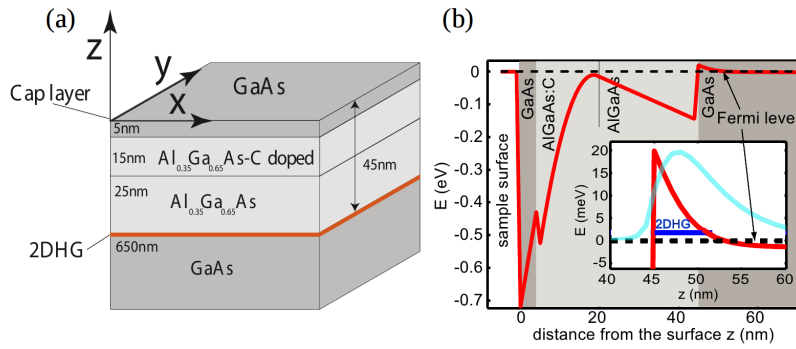 (a)
z
y
x
GaAs
Cap layer
5nm
15nm
Al0.35Ga0.65As-C doped
45nm
25nm
Al0.35Ga0.65As
2DHG
650nm
GaAs
(b)
0
-0.1
-0.2
-0.3
-0.4
-0.5
-0.6
-0.7
E (eV)
sample surface
GaAs
AlGaAs:C
AlGaAs
GaAs
Fermi level
20
15
10
5
0
-5
E (meV)
2DHG
40 45 50 55 60
z (nm)
0 20 40 60
distance from the surface z (nm)